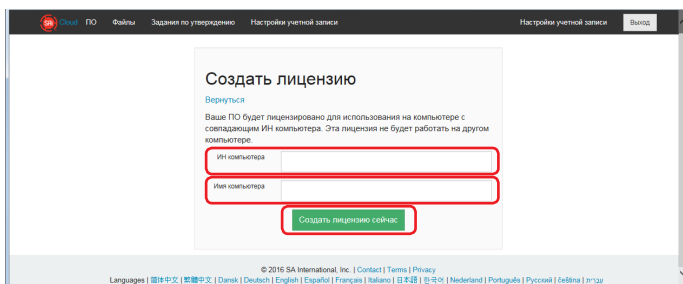 SAi Cloud ПО Файлы Задания по утверждению Настройки учетной записи Настройки учетной записи Выход
Создать лицензию
Вернуться
Ваше ПО будет лицензировано для использования на компьютере с
совпадающим ИН компьютера. Эта лицензия не будет работать на другом
компьютере.
ИН компьютера
Имя компьютера
Создать лицензию сейчас
© 2016 SA International, Inc. | Contact | Terms | Privacy
Languages | 简体中文 | 繁體中文 | Dansk | Deutsch | English | Español | Français | Italiano | 日本語 | 한국어 | Nederland | Português | Русский | čeština | עברית